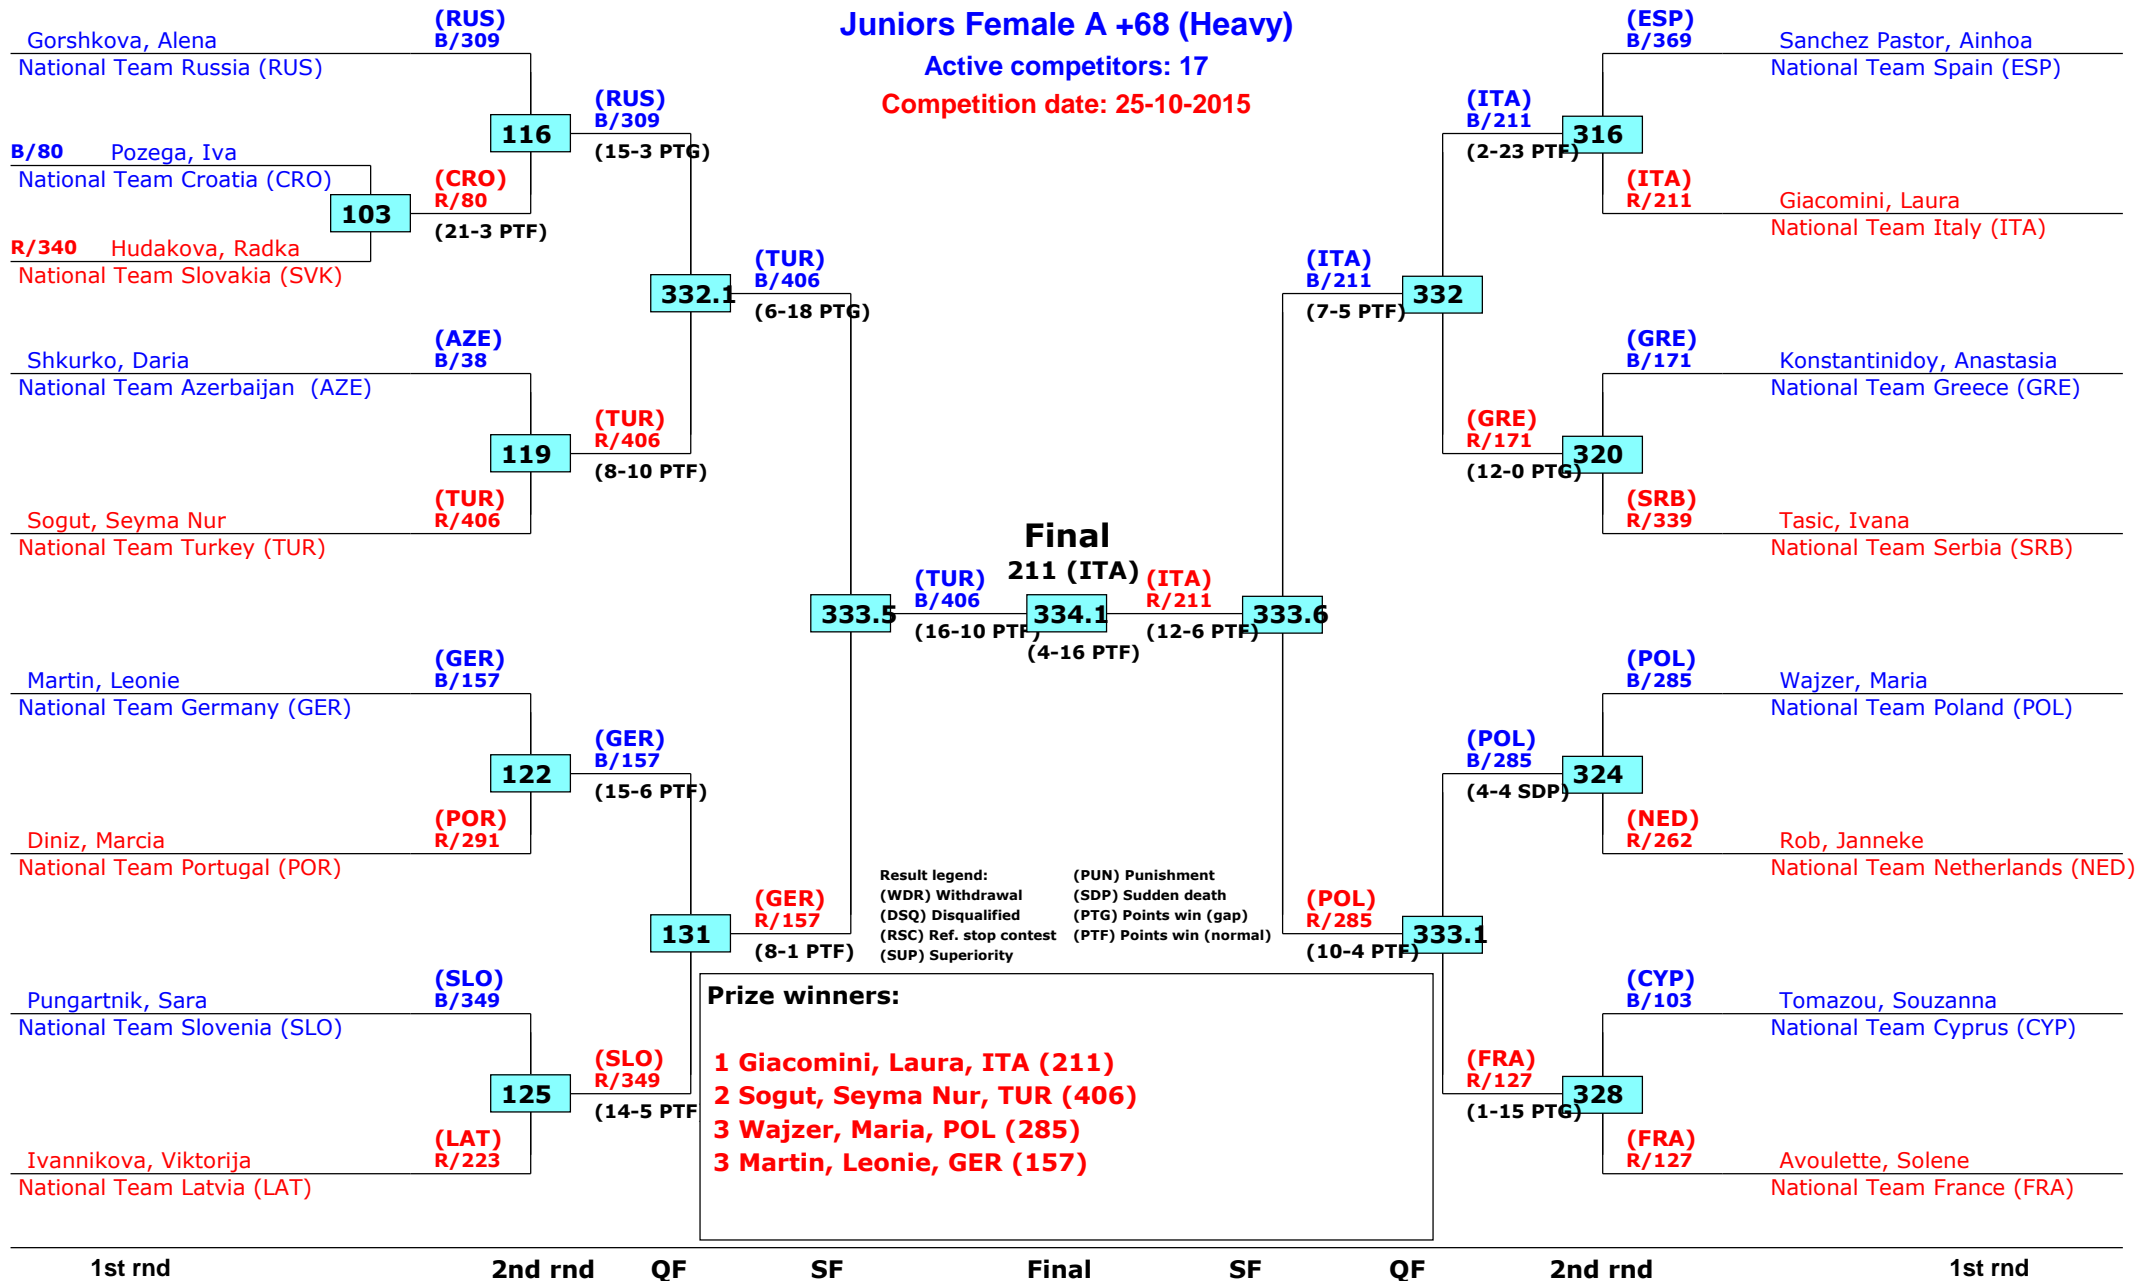 Juniors Female A +68 (Heavy)
Active competitors: 17
Competition date: 25-10-2015
(RUS)
Gorshkova, Alena B/309
National Team Russia (RUS)
116
(RUS)
B/309
(15-3 PTG)
B/80 Pozega, Iva
National Team Croatia (CRO)
103
(CRO)
R/80
(21-3 PTF)
R/340 Hudakova, Radka
National Team Slovakia (SVK)
332.1
(TUR)
B/406
(6-18 PTG)
(AZE)
Shkurko, Daria B/38
National Team Azerbaijan (AZE)
119
(TUR)
R/406
(8-10 PTF)
(TUR)
Sogut, Seyma Nur R/406
National Team Turkey (TUR)
333.5
(TUR)
B/406
(16-10 PTF)
(GER)
Martin, Leonie B/157
National Team Germany (GER)
122
(GER)
B/157
(15-6 PTF)
(POR)
Diniz, Marcia R/291
National Team Portugal (POR)
131
(GER)
R/157
(8-1 PTF)
(SLO)
Pungartnik, Sara B/349
National Team Slovenia (SLO)
125
(SLO)
R/349
(14-5 PTF
(LAT)
Ivannikova, Viktorija R/223
National Team Latvia (LAT)
Final
211 (ITA)
334.1
(4-16 PTF)
(ITA)
R/211
(12-6 PTF)
333.6
(ESP)
B/369 Sanchez Pastor, Ainhoa
National Team Spain (ESP)
(ITA)
B/211
(2-23 PTF)
316
(ITA)
R/211 Giacomini, Laura
National Team Italy (ITA)
(ITA)
B/211
(7-5 PTF)
332
(GRE)
B/171 Konstantinidoy, Anastasia
National Team Greece (GRE)
(GRE)
R/171
(12-0 PTG)
320
(SRB)
R/339 Tasic, Ivana
National Team Serbia (SRB)
(POL)
B/285 Wajzer, Maria
National Team Poland (POL)
(POL)
B/285
(4-4 SDP)
324
(NED)
R/262 Rob, Janneke
National Team Netherlands (NED)
(POL)
R/285
(10-4 PTF)
333.1
(CYP)
B/103 Tomazou, Souzanna
National Team Cyprus (CYP)
(FRA)
R/127
(1-15 PTG)
328
(FRA)
R/127 Avoulette, Solene
National Team France (FRA)
Result legend: (PUN) Punishment
(WDR) Withdrawal (SDP) Sudden death
(DSQ) Disqualified (PTG) Points win (gap)
(RSC) Ref. stop contest (PTF) Points win (normal)
(SUP) Superiority
Prize winners:
1 Giacomini, Laura, ITA (211)
2 Sogut, Seyma Nur, TUR (406)
3 Wajzer, Maria, POL (285)
3 Martin, Leonie, GER (157)
1st rnd 2nd rnd QF SF Final SF QF 2nd rnd 1st rnd